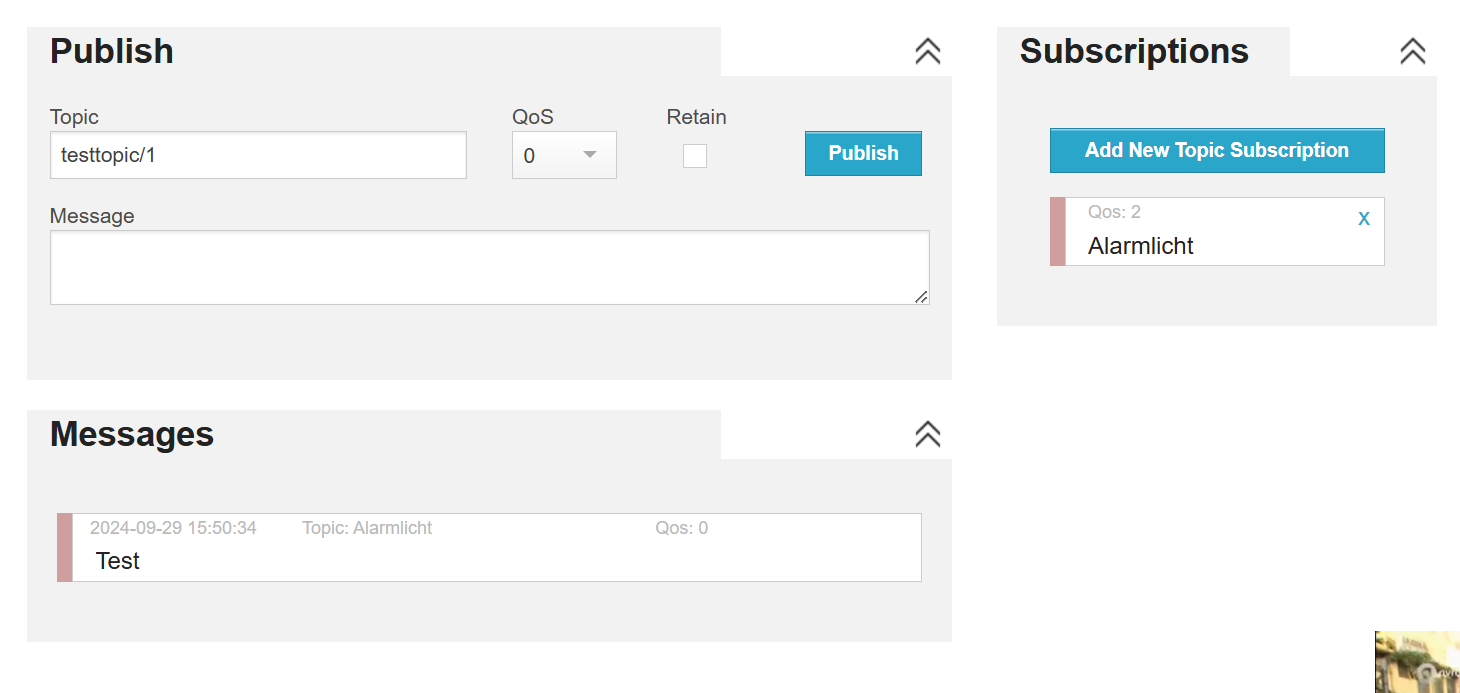 Publish
Topic
QoS
Retain
testtopic/1
0
Publish
Message
Subscriptions
Add New Topic Subscription
Qos: 2
x
Alarmlicht
Messages
2024-09-29 15:50:34 Topic: Alarmlicht Qos: 0
Test